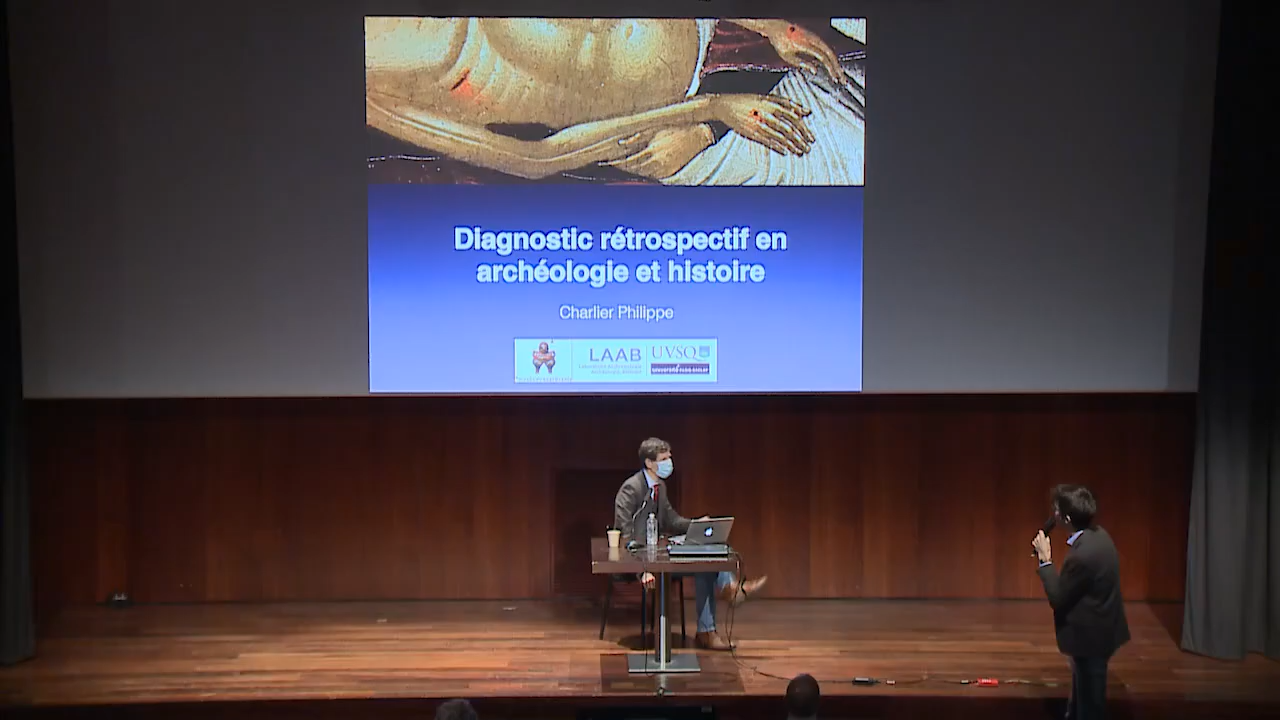 Diagnostic rétrospectif en
archéologie et histoire
Charlier Philippe
LAAB
UVSQ